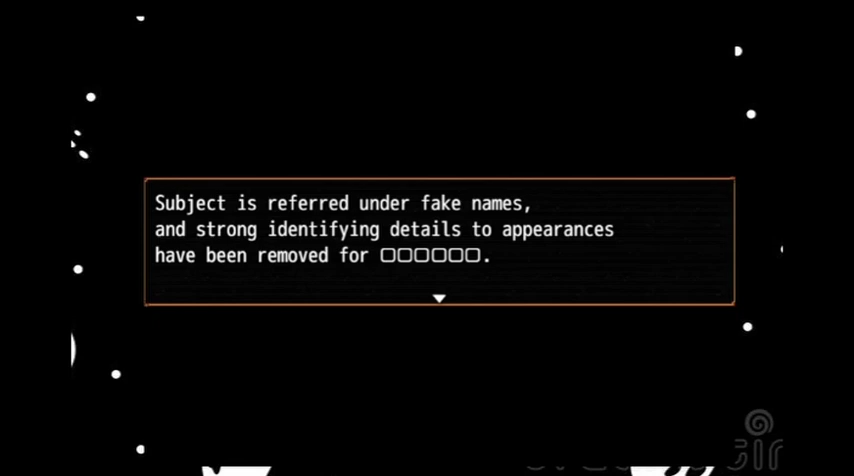 Subject is referred under fake names,
and strong identifying details to appearances
have been removed for □□□□□□.